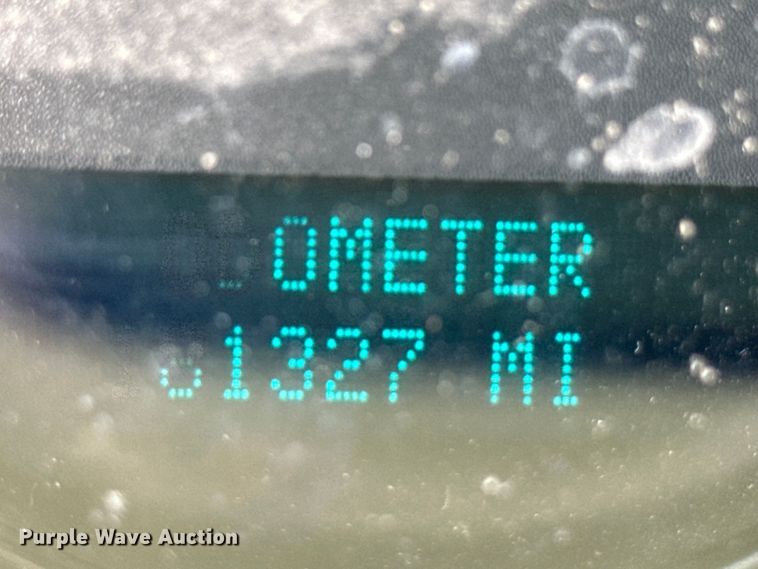 OMETER
1327 MI
Purple Wave Auction